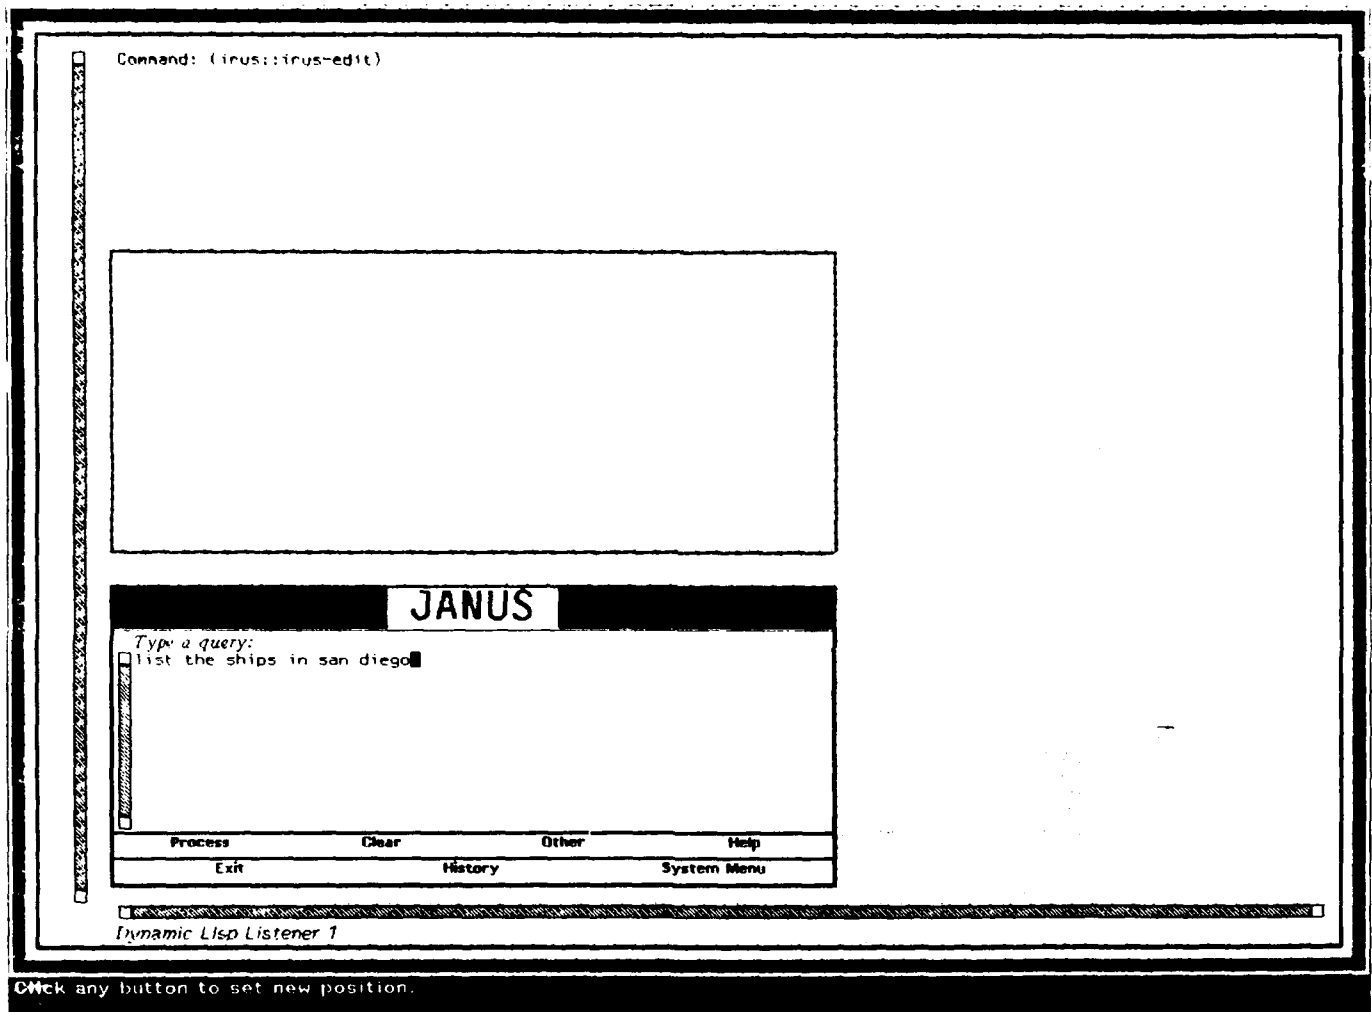 Command: (irus::irus-edit)
JANUS
Type a query:
list the ships in san diego
Process Clear Other Help
Exit History System Menu
Dynamic Lisp Listener 1
Click any button to set new position.